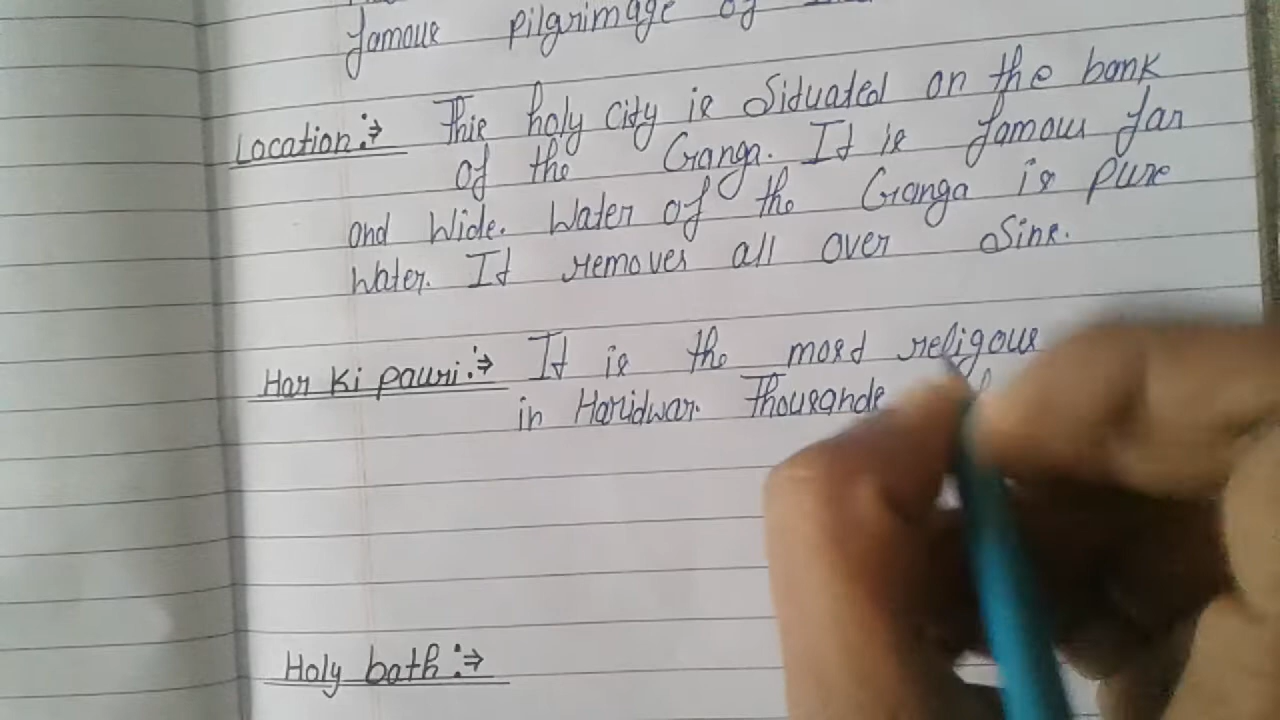 famous pilgrimage of
Location :→ This holy city is situated on the bank
of the Ganga. It is famous far
and wide. Water of the Ganga is pure
water. It removes all over sins.
Har Ki pauri :→ It is the most religous
in Haridwar. Thousands
Holy bath :→